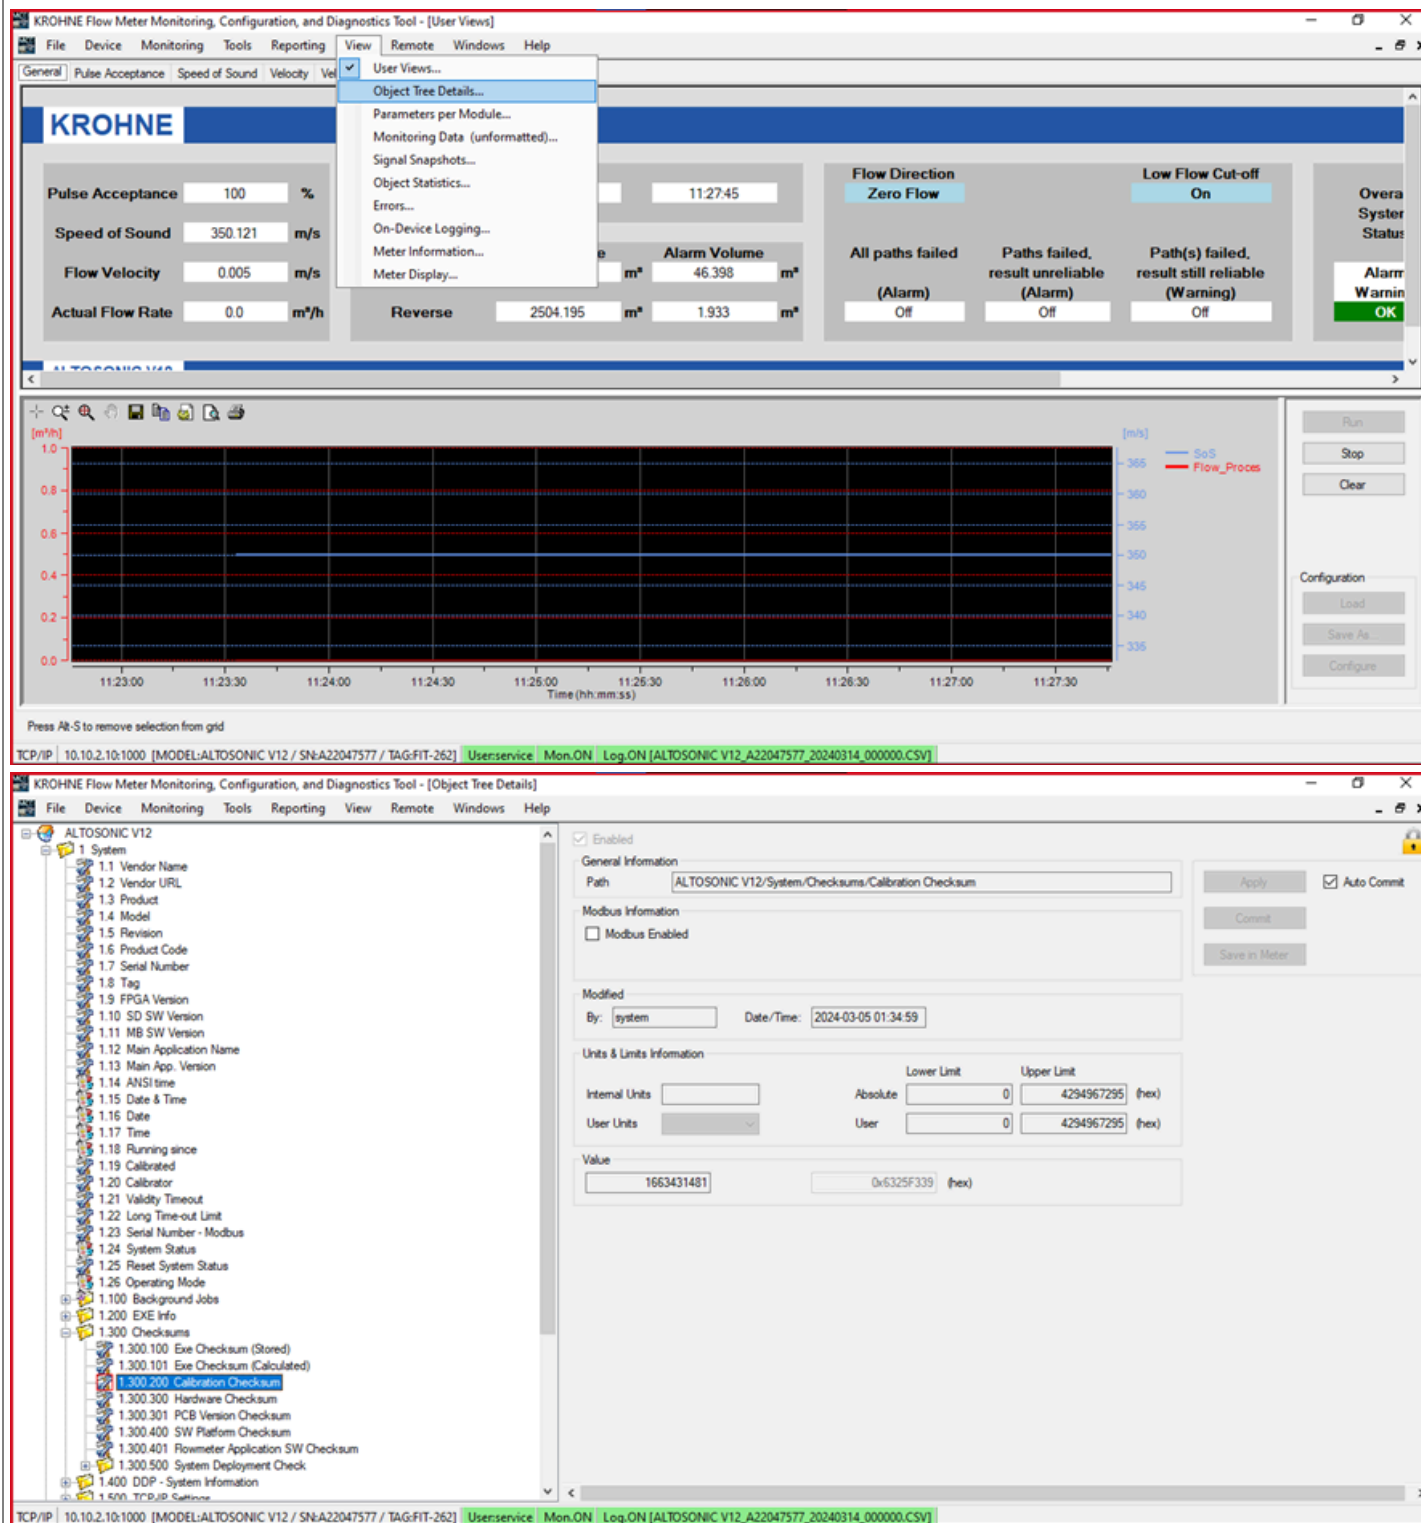 KROHNE Flow Meter Monitoring, Configuration, and Diagnostics Tool - [User Views]
File Device Monitoring Tools Reporting View Remote Windows Help
General Pulse Acceptance Speed of Sound Velocity Vel
User Views...
Object Tree Details...
Parameters per Module...
Monitoring Data (unformatted)...
Signal Snapshots...
Object Statistics...
Errors...
On-Device Logging...
Meter Information...
Meter Display...
KROHNE
Pulse Acceptance 100 %
Speed of Sound 350.121 m/s
Flow Velocity 0.005 m/s
Actual Flow Rate 0.0 m³/h
11:27:45
e Alarm Volume
m³ 46.398 m³
Reverse 2504.195 m³ 1.933 m³
Flow Direction Low Flow Cut-off
Zero Flow On
All paths failed Paths failed, Path(s) failed,
result unreliable result still reliable
(Alarm) (Alarm) (Warning)
Off Off Off
Overa
System
Status
Alarm
Warnin
OK
ALTOSONIC V12
[m³/h] [m/s]
1.0
0.8
0.6
0.4
0.2
0.0
365
360
355
350
345
340
335
SoS
Flow_Proces
11:23:00 11:23:30 11:24:00 11:24:30 11:25:00 11:25:30 11:26:00 11:26:30 11:27:00 11:27:30
Time (hh:mm:ss)
Run
Stop
Clear
Configuration
Load
Save As...
Configure
Press Alt-S to remove selection from grid
TCP/IP 10.10.2.10:1000 [MODEL:ALTOSONIC V12 / SN:A22047577 / TAG:FIT-262] User:service Mon.ON Log.ON [ALTOSONIC V12_A22047577_20240314_000000.CSV]
KROHNE Flow Meter Monitoring, Configuration, and Diagnostics Tool - [Object Tree Details]
File Device Monitoring Tools Reporting View Remote Windows Help
ALTOSONIC V12
1 System
1.1 Vendor Name
1.2 Vendor URL
1.3 Product
1.4 Model
1.5 Revision
1.6 Product Code
1.7 Serial Number
1.8 Tag
1.9 FPGA Version
1.10 SD SW Version
1.11 MB SW Version
1.12 Main Application Name
1.13 Main App. Version
1.14 ANSI time
1.15 Date & Time
1.16 Date
1.17 Time
1.18 Running since
1.19 Calibrated
1.20 Calibrator
1.21 Validity Timeout
1.22 Long Time-out Limit
1.23 Serial Number - Modbus
1.24 System Status
1.25 Reset System Status
1.26 Operating Mode
1.100 Background Jobs
1.200 EXE Info
1.300 Checksums
1.300.100 Exe Checksum (Stored)
1.300.101 Exe Checksum (Calculated)
1.300.200 Calibration Checksum
1.300.300 Hardware Checksum
1.300.301 PCB Version Checksum
1.300.400 SW Platform Checksum
1.300.401 Flowmeter Application SW Checksum
1.300.500 System Deployment Check
1.400 DDP - System Information
1.500 TCP-IP Settings
Enabled
General Information
Path ALTOSONIC V12/System/Checksums/Calibration Checksum
Modbus Information
Modbus Enabled
Modified
By: system Date/Time: 2024-03-05 01:34:59
Units & Limits Information
Lower Limit Upper Limit
Internal Units Absolute 0 4294967295 (hex)
User Units User 0 4294967295 (hex)
Value
1663431481 0x6325F339 (hex)
Apply Auto Commit
Commit
Save in Meter
TCP/IP 10.10.2.10:1000 [MODEL:ALTOSONIC V12 / SN:A22047577 / TAG:FIT-262] User:service Mon.ON Log.ON [ALTOSONIC V12_A22047577_20240314_000000.CSV]